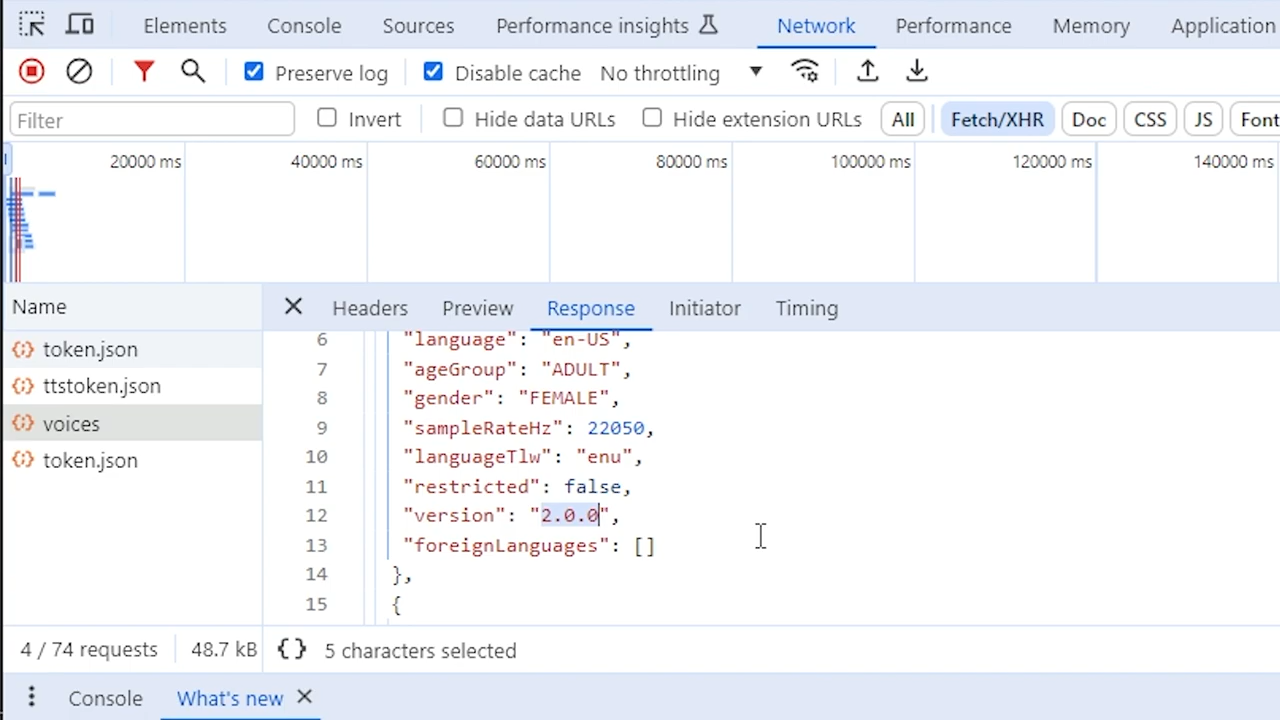 Elements Console Sources Performance insights Network Performance Memory Application
Preserve log Disable cache No throttling
Filter Invert Hide data URLs Hide extension URLs All Fetch/XHR Doc CSS JS Font
20000 ms 40000 ms 60000 ms 80000 ms 100000 ms 120000 ms 140000 ms
Name Headers Preview Response Initiator Timing
token.json
ttstoken.json
voices
token.json
6 "language": "en-US",
7 "ageGroup": "ADULT",
8 "gender": "FEMALE",
9 "sampleRateHz": 22050,
10 "languageTlw": "enu",
11 "restricted": false,
12 "version": "2.0.0",
13 "foreignLanguages": []
14 },
15 {
4 / 74 requests 48.7 kB {} 5 characters selected
Console What's new